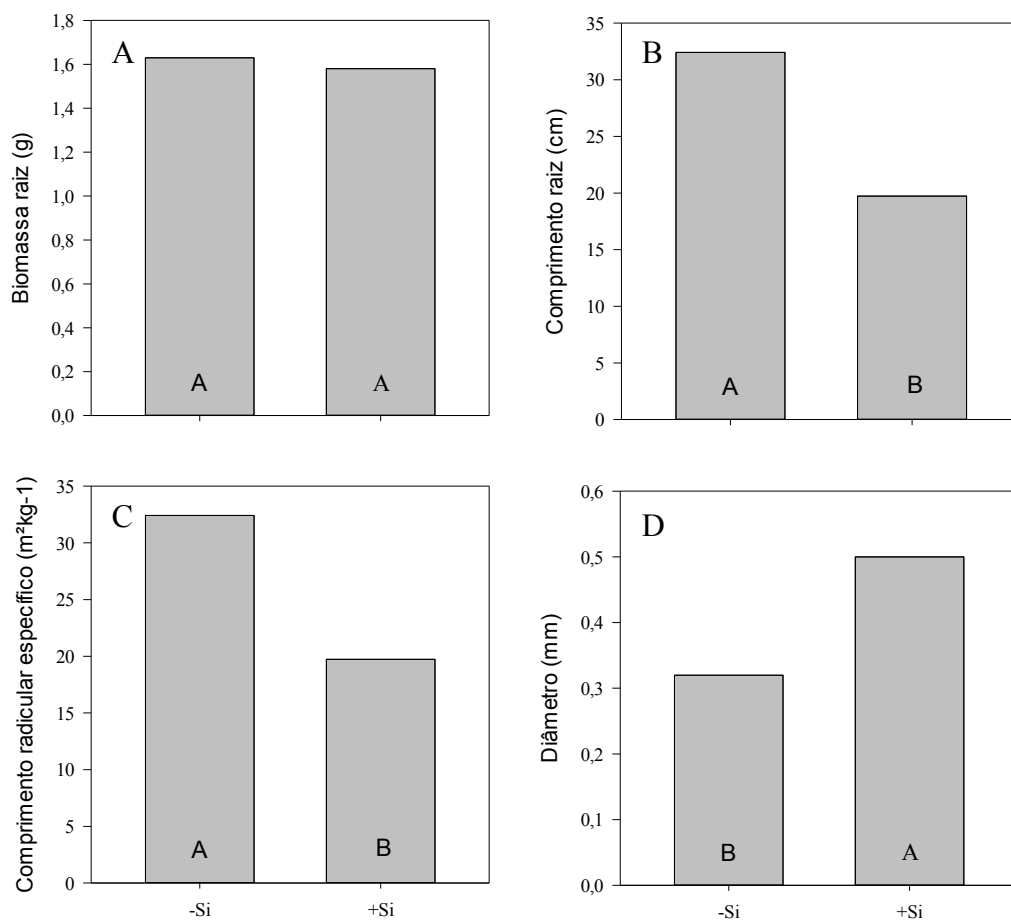 A
Biomassa raiz (g)
1,8
1,6
1,4
1,2
1,0
0,8
0,6
0,4
0,2
0,0
A
A
B
Comprimento raiz (cm)
35
30
25
20
15
10
5
0
A
B
C
Comprimento radicular específico (m²kg-1)
35
30
25
20
15
10
5
0
A
B
-Si
+Si
D
Diâmetro (mm)
0,6
0,5
0,4
0,3
0,2
0,1
0,0
B
A
-Si
+Si